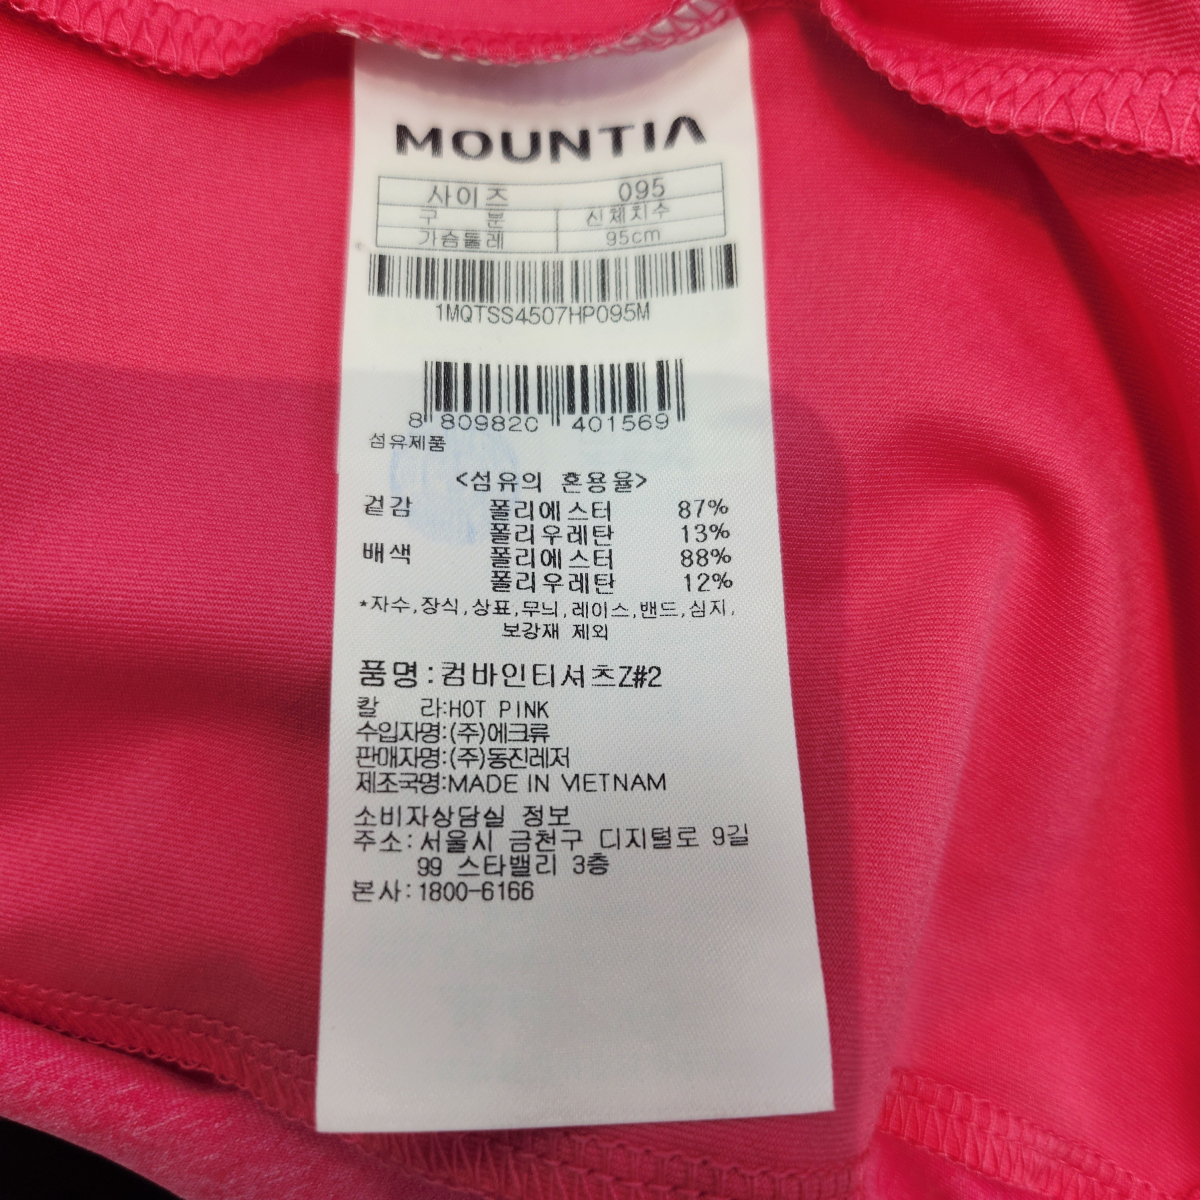 MOUNTIA
사이즈 095
구 분 신체치수
가슴둘레 95cm
1MQTSS4507HP095M
8 809820 401569
섬유제품
<섬유의 혼용율>
겉감 폴리에스터 87%
폴리우레탄 13%
배색 폴리에스터 88%
폴리우레탄 12%
*자수,장식,상표,무늬,레이스,밴드,심지,
보강재 제외
품명:컴바인티셔츠Z#2
칼 라:HOT PINK
수입자명:(주)에크류
판매자명:(주)동진레저
제조국명:MADE IN VIETNAM
소비자상담실 정보
주소:서울시 금천구 디지털로 9길
99 스타밸리 3층
본사:1800-6166